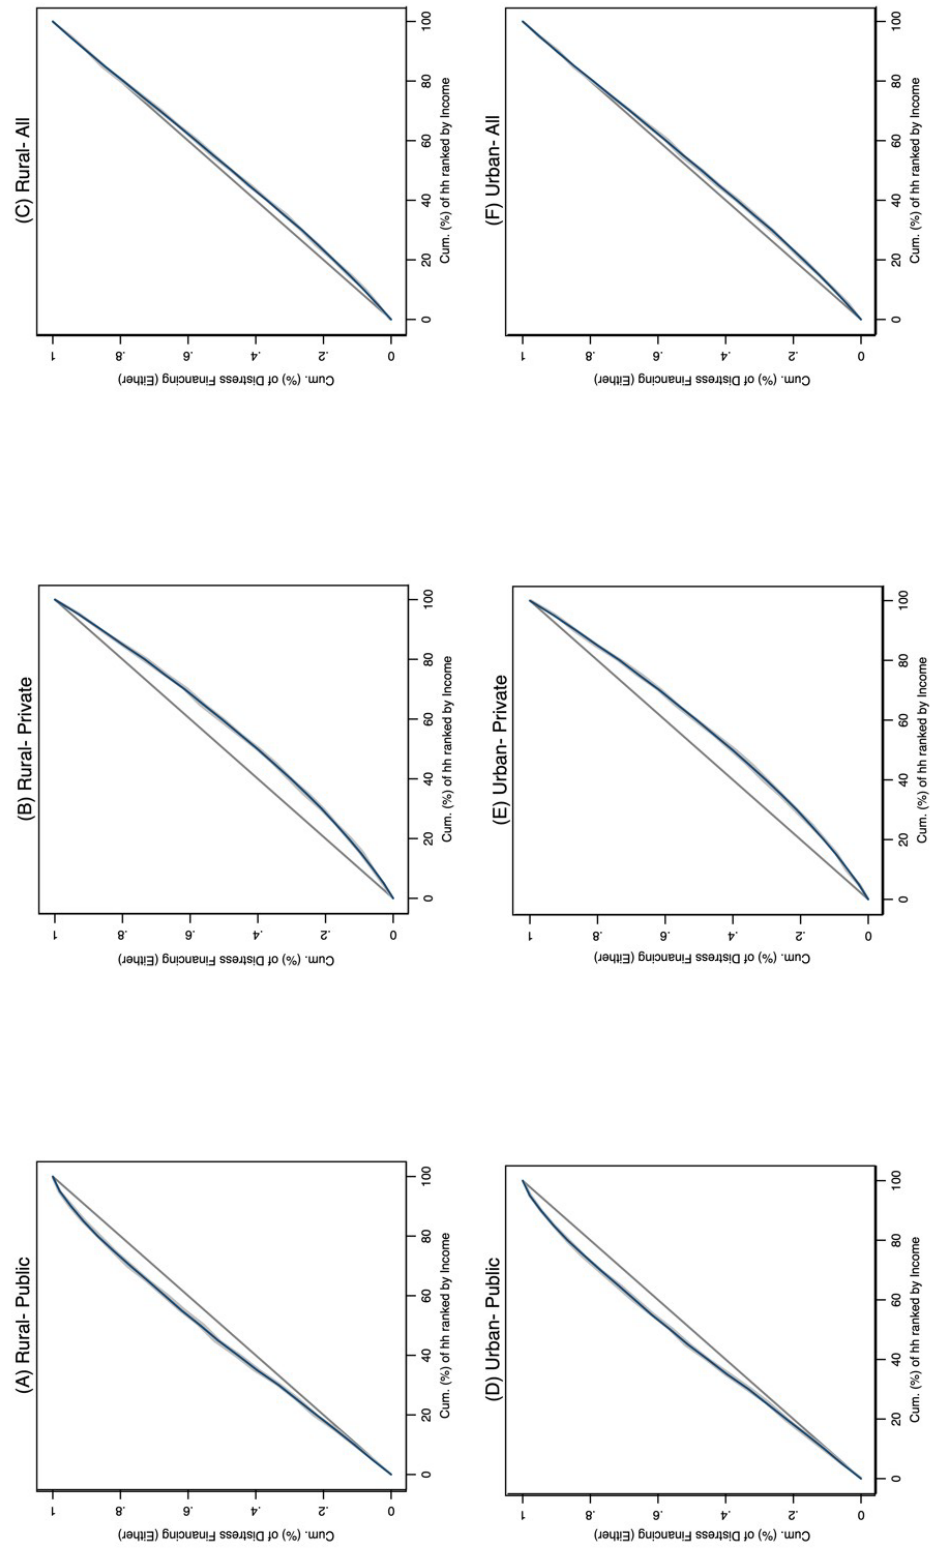 (A) Rural- Public
Cum. (%) of Distress Financing (Either)
1
.8
.6
.4
.2
0
0 20 40 60 80 100
Cum. (%) of hh ranked by Income
(B) Rural- Private
Cum. (%) of Distress Financing (Either)
1
.8
.6
.4
.2
0
0 20 40 60 80 100
Cum. (%) of hh ranked by Income
(C) Rural- All
Cum. (%) of Distress Financing (Either)
1
.8
.6
.4
.2
0
0 20 40 60 80 100
Cum. (%) of hh ranked by Income
(D) Urban- Public
Cum. (%) of Distress Financing (Either)
1
.8
.6
.4
.2
0
0 20 40 60 80 100
Cum. (%) of hh ranked by Income
(E) Urban- Private
Cum. (%) of Distress Financing (Either)
1
.8
.6
.4
.2
0
0 20 40 60 80 100
Cum. (%) of hh ranked by Income
(F) Urban- All
Cum. (%) of Distress Financing (Either)
1
.8
.6
.4
.2
0
0 20 40 60 80 100
Cum. (%) of hh ranked by Income